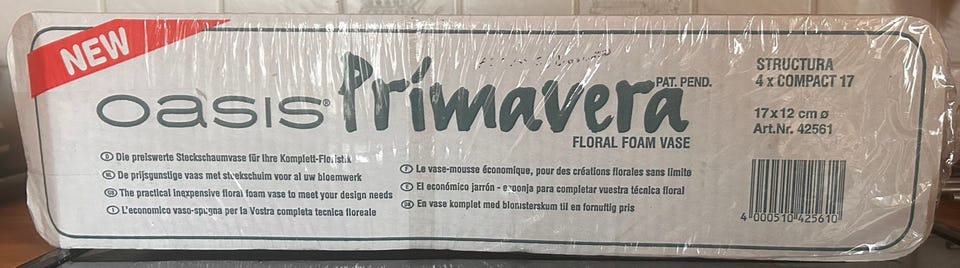 NEW
OASIS® Primavera
PAT. PEND.
FLORAL FOAM VASE
STRUCTURA
4 x COMPACT 17
17 x 12 cm ø
Art.Nr. 42561
D Die preiswerte Steckschaumvase für Ihre Komplett-Floristik
NL De prijsgunstige vaas met steekschuim voor al uw bloemwerk
GB The practical inexpensive floral foam vase to meet your design needs
I L'economico vaso-spugna per la Vostra completa tecnica floreale
F Le vase-mousse économique, pour des créations florales sans limite
E El económico jarrón - esponja para completar vuestra técnica floral
En vase komplet med blomsterskum til en fornuftig pris
4 000510 425610